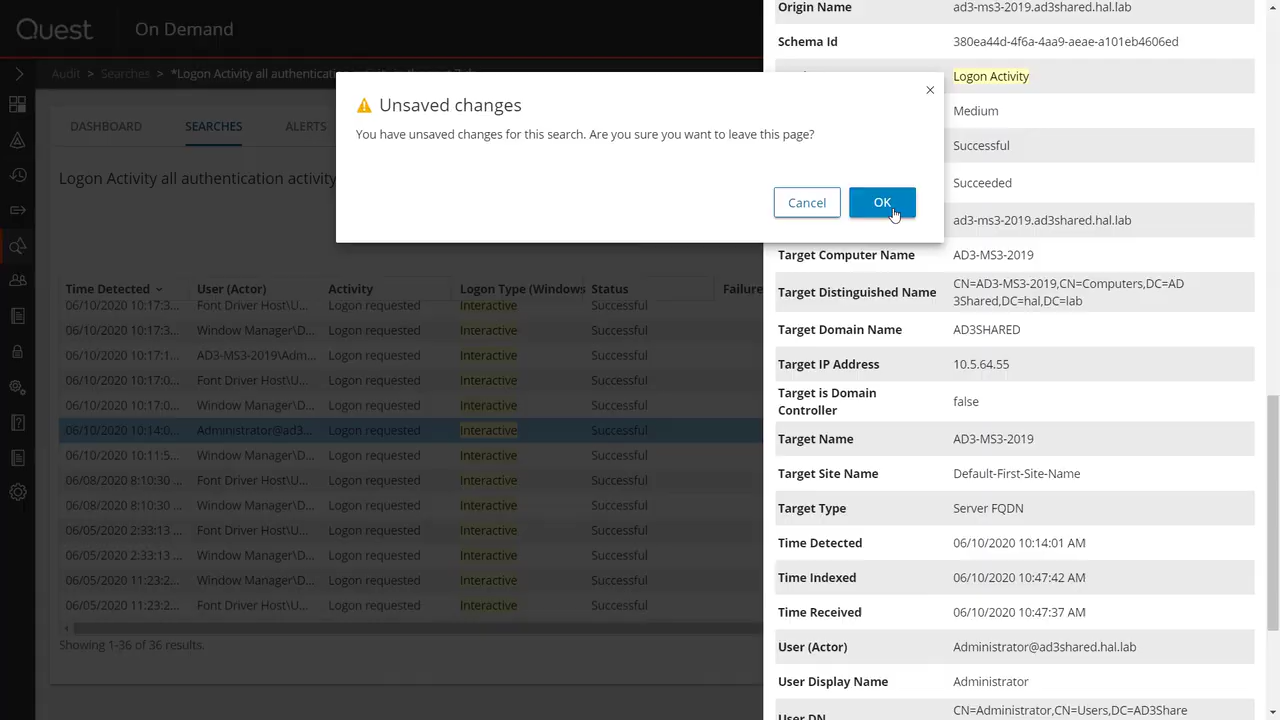 Quest
On Demand
Audit > Searches > *Logon Activity all authentication
DASHBOARD
SEARCHES
ALERTS
Logon Activity all authentication activity
Unsaved changes
You have unsaved changes for this search. Are you sure you want to leave this page?
Cancel
OK
Time Detected User (Actor) Activity Logon Type (Windows Status Failure
06/10/2020 10:17:3... Font Driver Host\U... Logon requested Interactive Successful
06/10/2020 10:17:3... Window Manager\D... Logon requested Interactive Successful
06/10/2020 10:17:1... AD3-MS3-2019\Adm... Logon requested Interactive Successful
06/10/2020 10:17:0... Font Driver Host\U... Logon requested Interactive Successful
06/10/2020 10:17:0... Window Manager\D... Logon requested Interactive Successful
06/10/2020 10:14:0... Administrator@ad3... Logon requested Interactive Successful
06/10/2020 10:11:5... Window Manager\D... Logon requested Interactive Successful
06/08/2020 8:10:30 ... Font Driver Host\U... Logon requested Interactive Successful
06/08/2020 8:10:30 ... Window Manager\D... Logon requested Interactive Successful
06/05/2020 2:33:13 ... Font Driver Host\U... Logon requested Interactive Successful
06/05/2020 2:33:13 ... Window Manager\D... Logon requested Interactive Successful
06/05/2020 11:23:2... Window Manager\D... Logon requested Interactive Successful
06/05/2020 11:23:2... Font Driver Host\U... Logon requested Interactive Successful
Showing 1-36 of 36 results.
Origin Name ad3-ms3-2019.ad3shared.hal.lab
Schema Id 380ea44d-4f6a-4aa9-aeae-a101eb4606ed
Logon Activity
Medium
Successful
Succeeded
ad3-ms3-2019.ad3shared.hal.lab
Target Computer Name AD3-MS3-2019
Target Distinguished Name CN=AD3-MS3-2019,CN=Computers,DC=AD
3Shared,DC=hal,DC=lab
Target Domain Name AD3SHARED
Target IP Address 10.5.64.55
Target is Domain
Controller false
Target Name AD3-MS3-2019
Target Site Name Default-First-Site-Name
Target Type Server FQDN
Time Detected 06/10/2020 10:14:01 AM
Time Indexed 06/10/2020 10:47:42 AM
Time Received 06/10/2020 10:47:37 AM
User (Actor) Administrator@ad3shared.hal.lab
User Display Name Administrator
User DN CN=Administrator,CN=Users,DC=AD3Share